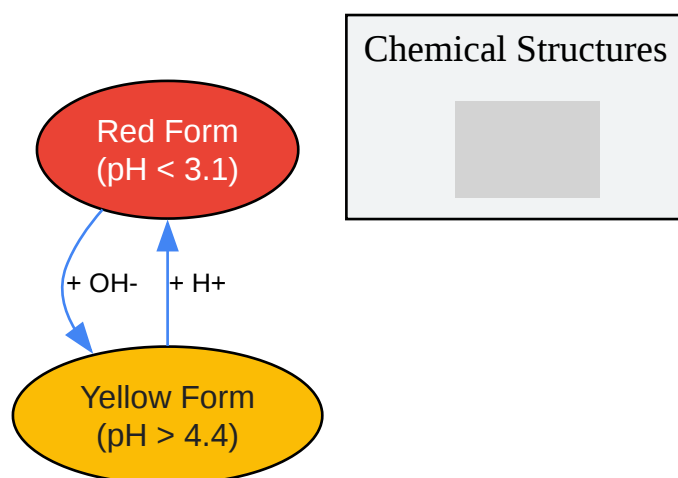 Chemical Structures
Red Form
(pH < 3.1)
+ OH-
+ H+
Yellow Form
(pH > 4.4)